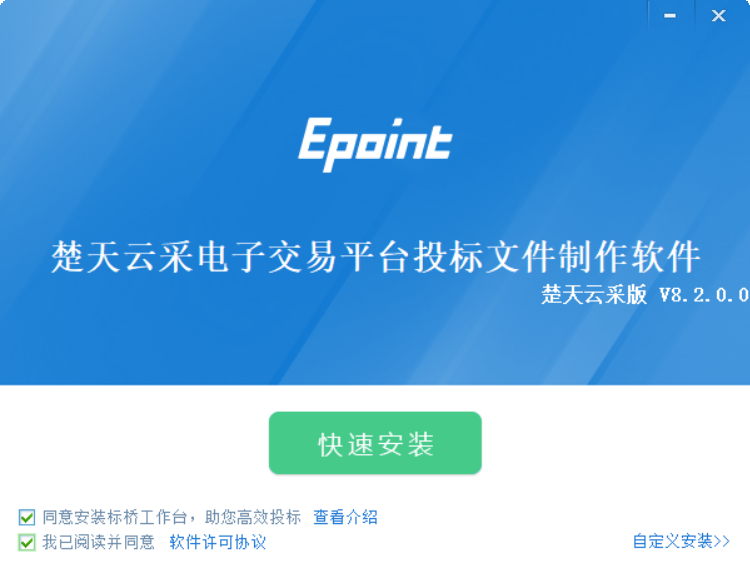 Epoint
楚天云采电子交易平台投标文件制作软件
楚天云采版 V8.2.0.0
快速安装
同意安装标桥工作台，助您高效投标 查看介绍
我已阅读并同意 软件许可协议
自定义安装>>